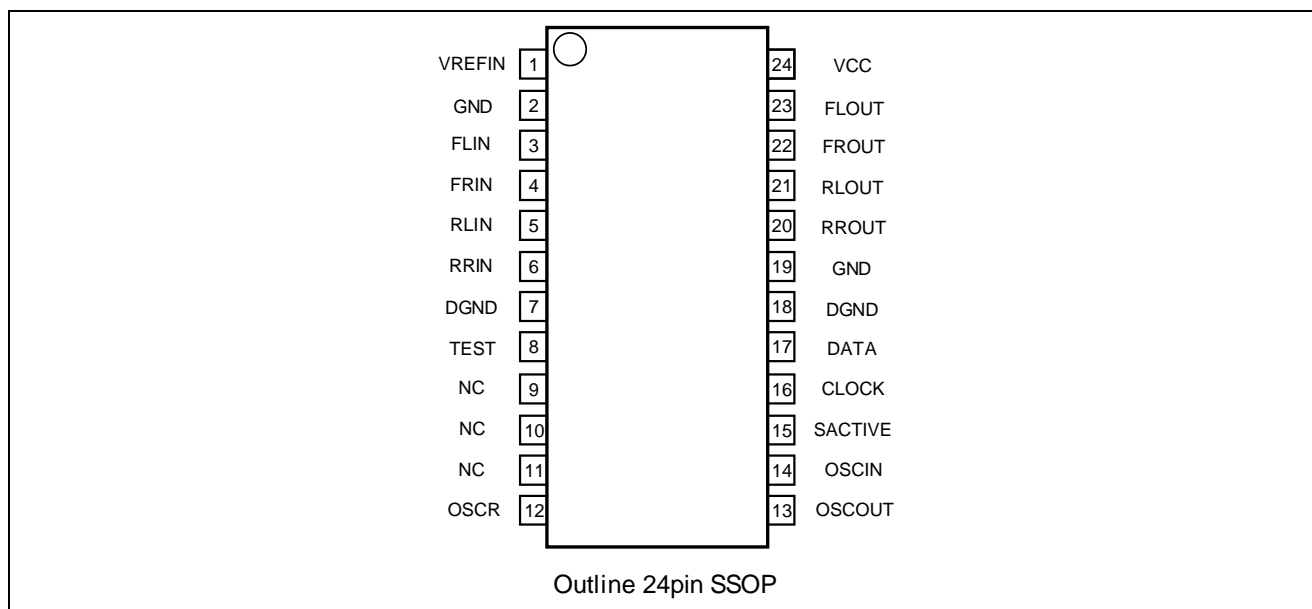 VREFIN 1 24 VCC
GND 2 23 FLOUT
FLIN 3 22 FROUT
FRIN 4 21 RLOUT
RLIN 5 20 RROUT
RRIN 6 19 GND
DGND 7 18 DGND
TEST 8 17 DATA
NC 9 16 CLOCK
NC 10 15 SACTIVE
NC 11 14 OSCIN
OSCR 12 13 OSCOUT
Outline 24pin SSOP